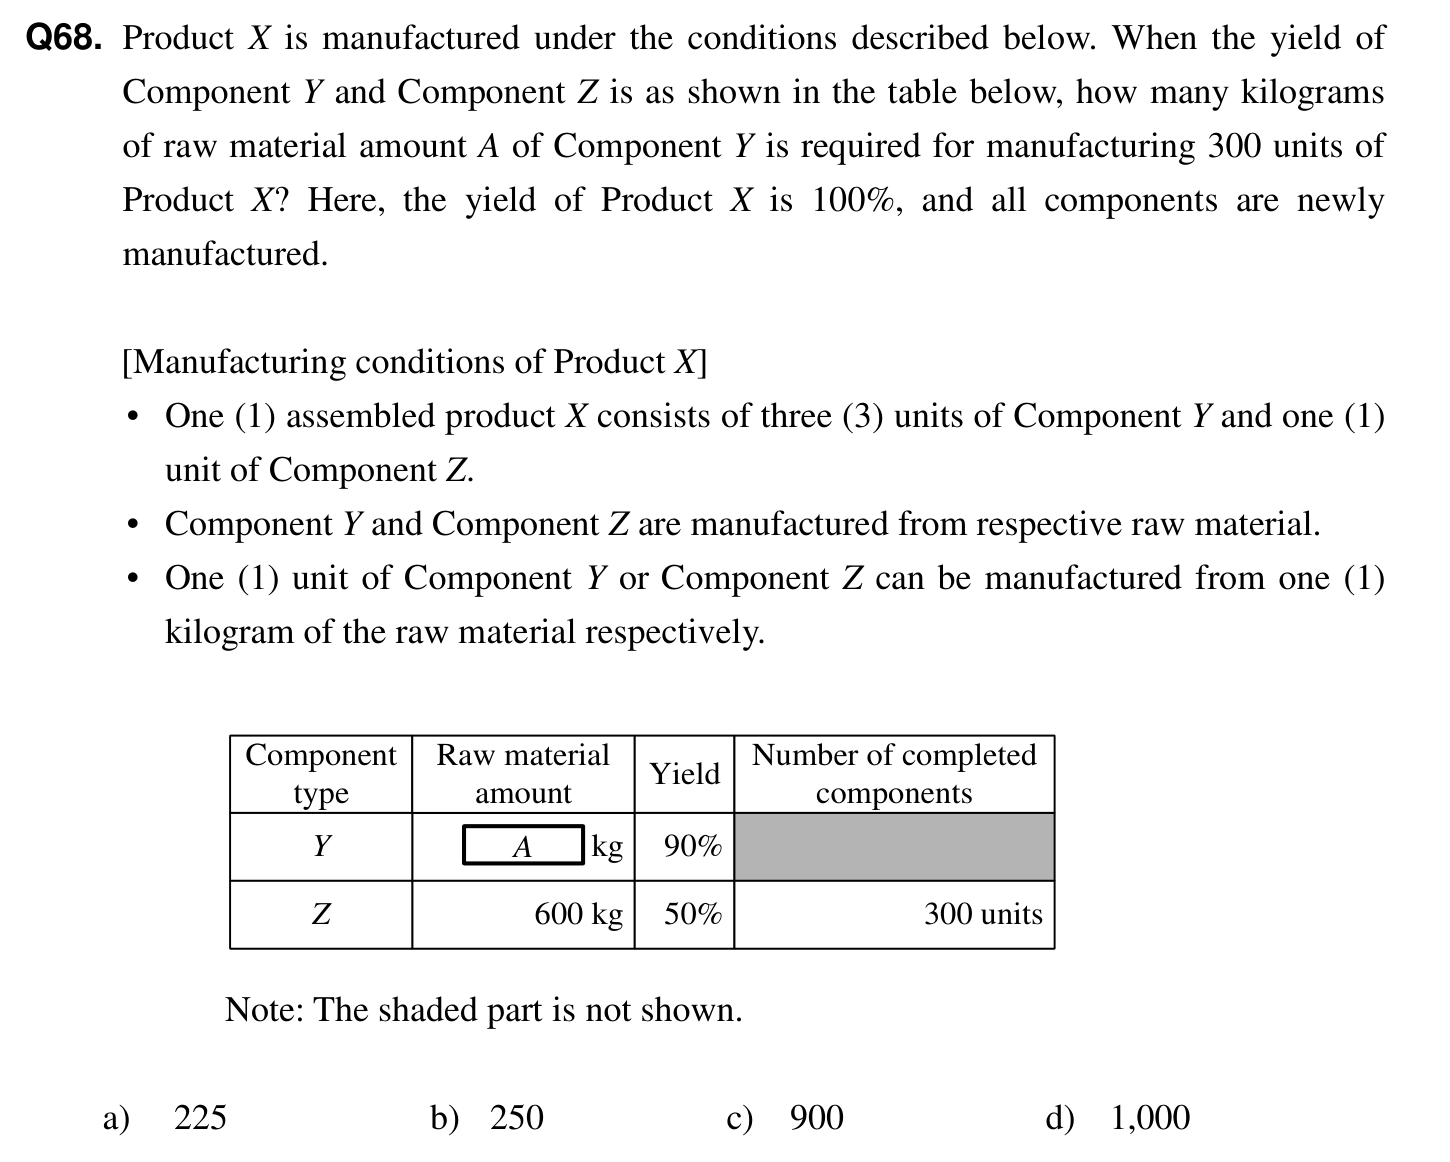 Q68. Product X is manufactured under the conditions described below. When the yield of
Component Y and Component Z is as shown in the table below, how many kilograms
of raw material amount A of Component Y is required for manufacturing 300 units of
Product X? Here, the yield of Product X is 100%, and all components are newly
manufactured.
[Manufacturing conditions of Product X]
• One (1) assembled product X consists of three (3) units of Component Y and one (1)
unit of Component Z.
• Component Y and Component Z are manufactured from respective raw material.
• One (1) unit of Component Y or Component Z can be manufactured from one (1)
kilogram of the raw material respectively.
Component type Raw material amount Yield Number of completed components
Y A kg 90%
Z 600 kg 50% 300 units
Note: The shaded part is not shown.
a) 225 b) 250 c) 900 d) 1,000